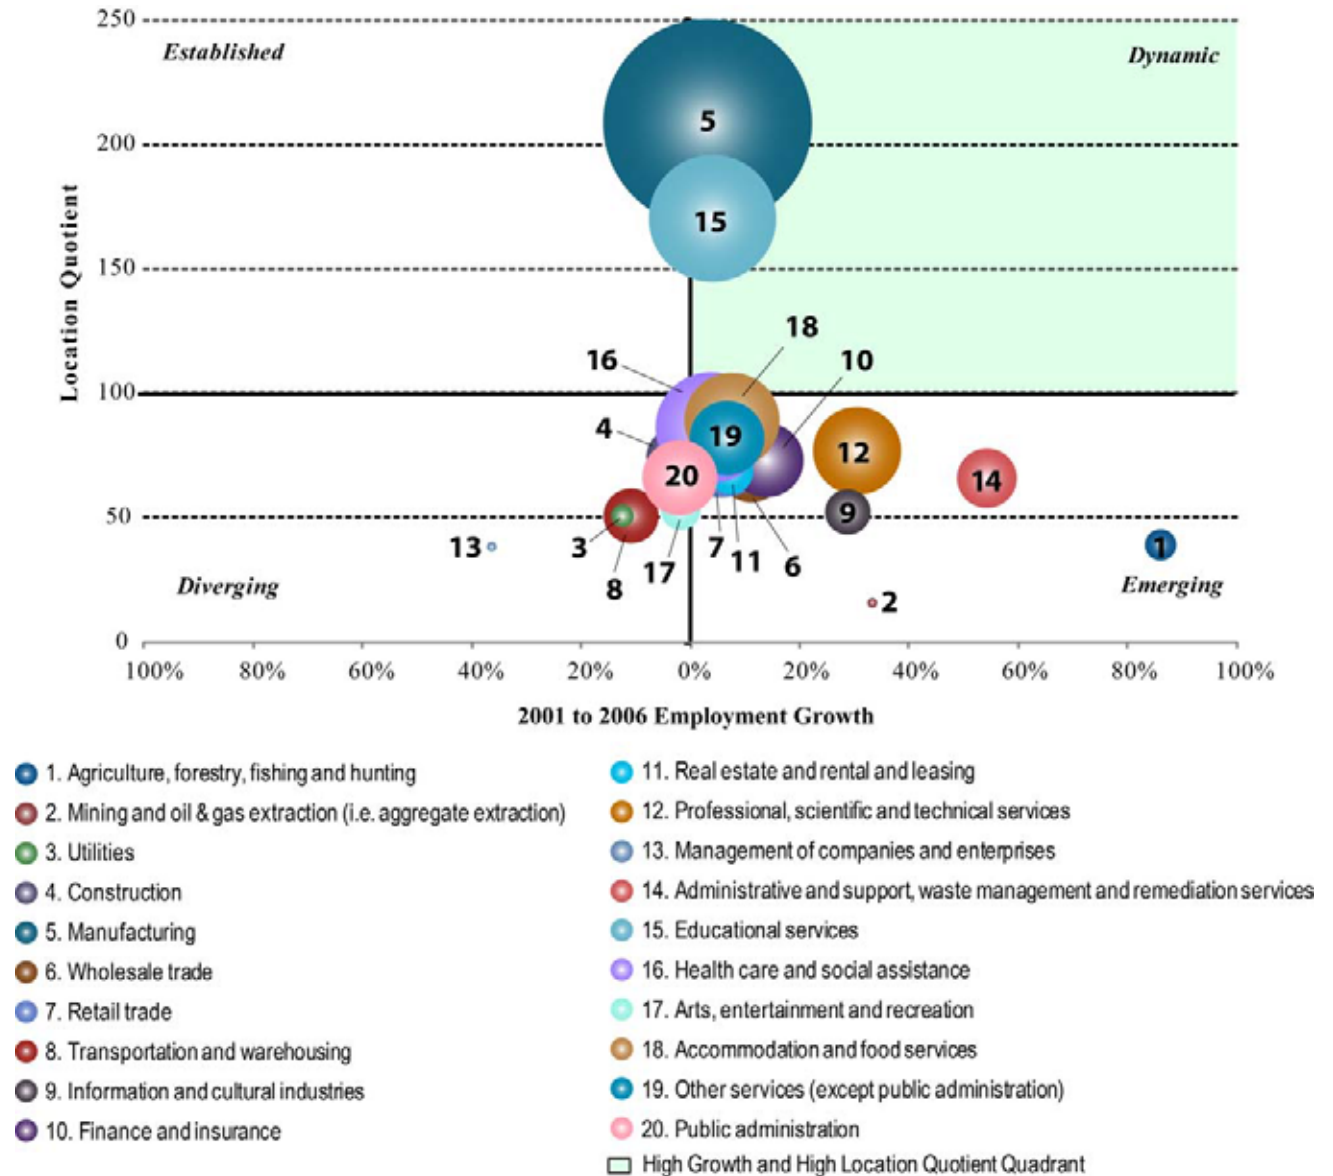 250
Established
Dynamic
5
200
15
150
Location Quotient
18
16
10
100
4
19
12
20
14
50
9
13
3
7
11
1
17
6
8
2
Diverging
Emerging
0
100% 80% 60% 40% 20% 0% 20% 40% 60% 80% 100%
2001 to 2006 Employment Growth
1. Agriculture, forestry, fishing and hunting
2. Mining and oil & gas extraction (i.e. aggregate extraction)
3. Utilities
4. Construction
5. Manufacturing
6. Wholesale trade
7. Retail trade
8. Transportation and warehousing
9. Information and cultural industries
10. Finance and insurance
11. Real estate and rental and leasing
12. Professional, scientific and technical services
13. Management of companies and enterprises
14. Administrative and support, waste management and remediation services
15. Educational services
16. Health care and social assistance
17. Arts, entertainment and recreation
18. Accommodation and food services
19. Other services (except public administration)
20. Public administration
High Growth and High Location Quotient Quadrant